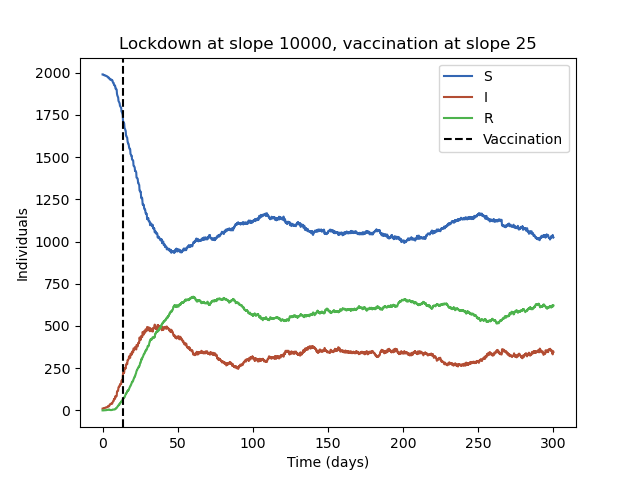 Lockdown at slope 10000, vaccination at slope 25
S
I
R
Vaccination
Individuals
2000
1750
1500
1250
1000
750
500
250
0
0 50 100 150 200 250 300
Time (days)